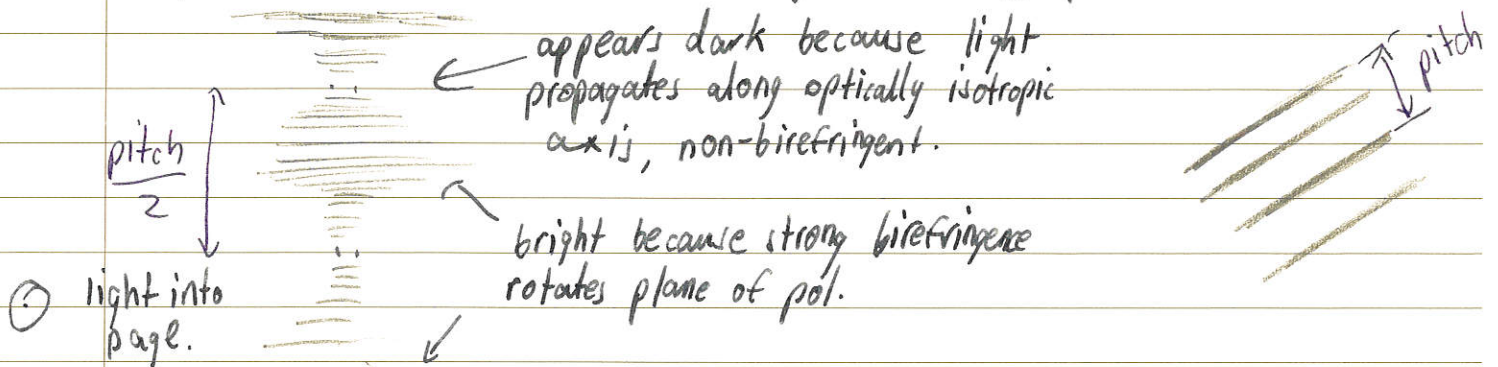 appears dark because light
propagates along optically isotropic
axis, non-birefringent.
pitch
pitch
2
bright because strong birefringence
rotates plane of pol.
light into
page.